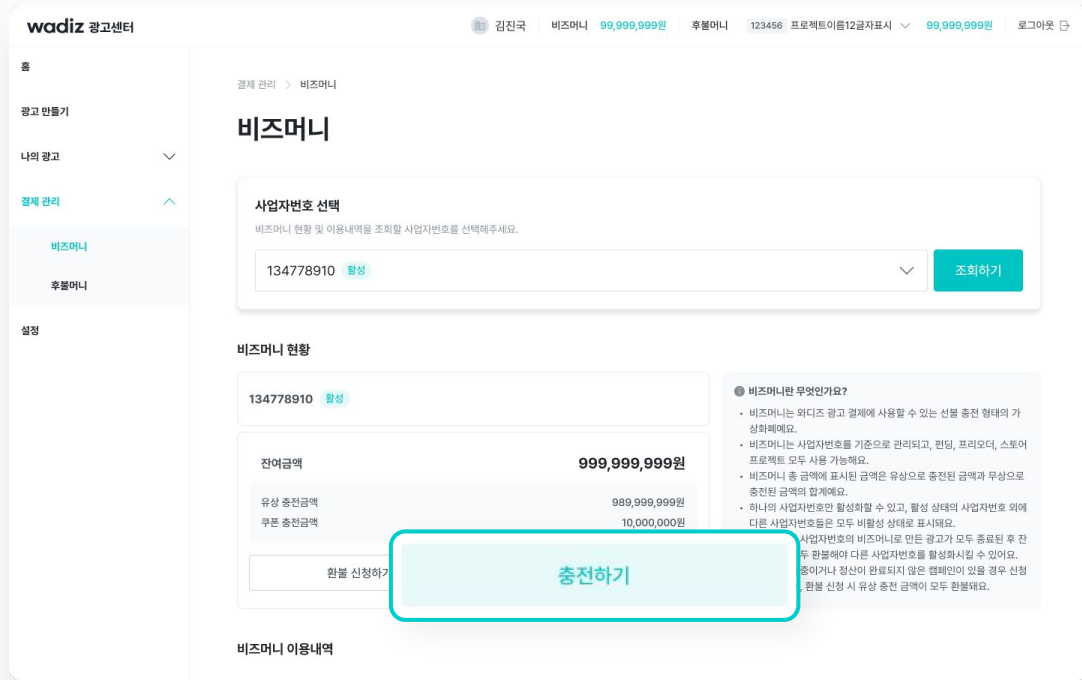 wadiz 광고센터
김진국 비즈머니 99,999,999원 후불머니 123456 프로젝트이름12글자표시 99,999,999원 로그아웃
홈
광고 만들기
나의 광고
결제 관리
비즈머니
후불머니
설정
결제 관리 > 비즈머니
비즈머니
사업자번호 선택
비즈머니 현황 및 이용내역을 조회할 사업자번호를 선택해주세요.
134778910 활성
조회하기
비즈머니 현황
134778910 활성
잔여금액 999,999,999원
유상 충전금액 989,999,999원
쿠폰 충전금액 10,000,000원
환불 신청하기
충전하기
비즈머니란 무엇인가요?
• 비즈머니는 와디즈 광고 결제에 사용할 수 있는 선불 충전 형태의 가
상화폐예요.
• 비즈머니는 사업자번호를 기준으로 관리되고, 펀딩, 프리오더, 스토어
프로젝트 모두 사용 가능해요.
• 비즈머니 총 금액에 표시된 금액은 유상으로 충전된 금액과 무상으로
충전된 금액의 합계예요.
• 하나의 사업자번호만 활성화할 수 있고, 활성 상태의 사업자번호 외에
다른 사업자번호들은 모두 비활성 상태로 표시돼요.
사업자번호의 비즈머니로 만든 광고가 모두 종료된 후 잔
두 환불해야 다른 사업자번호를 활성화시킬 수 있어요.
중이거나 정산이 완료되지 않은 캠페인이 있을 경우 신청
, 환불 신청 시 유상 충전 금액이 모두 환불돼요.
비즈머니 이용내역